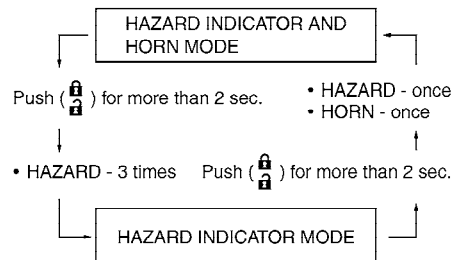 HAZARD INDICATOR AND
HORN MODE
Push ( ) for more than 2 sec.
• HAZARD - once
• HORN - once
• HAZARD - 3 times
Push ( ) for more than 2 sec.
HAZARD INDICATOR MODE